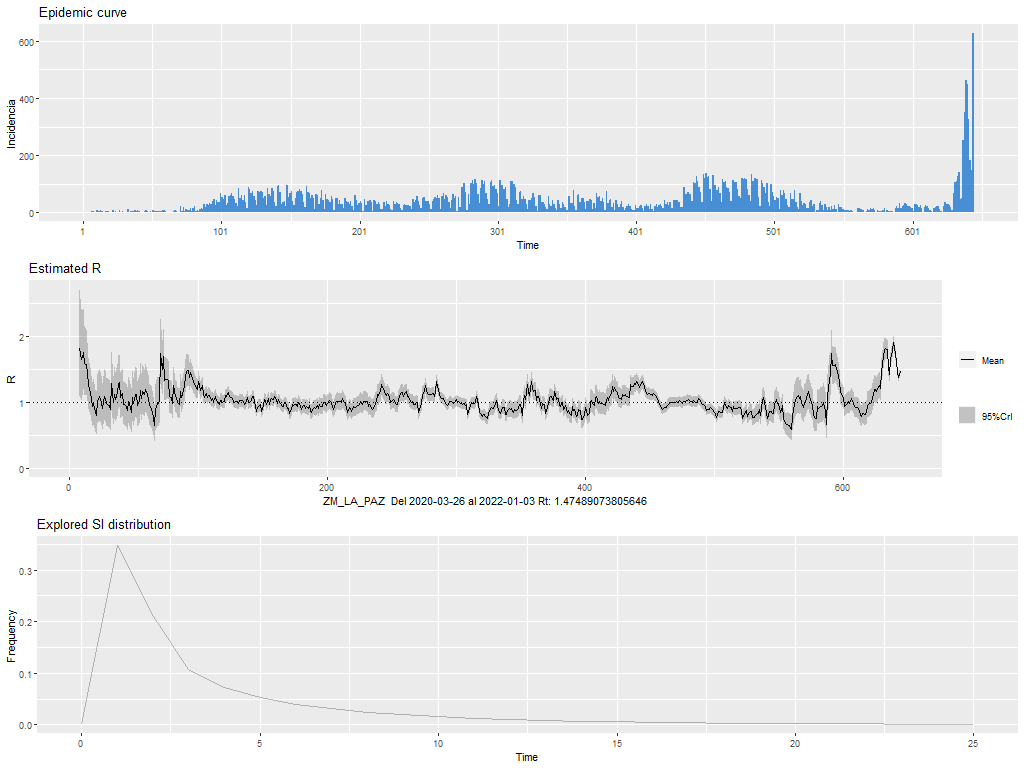 Epidemic curve
600
400
200
0
Incidencia
1
101
201
301
401
501
601
Time
Estimated R
2
1
0
R
Mean
95%CrI
0
200
400
600
ZM_LA_PAZ Del 2020-03-26 al 2022-01-03 Rt: 1.47489073805646
Explored SI distribution
0.3
0.2
0.1
0.0
Frequency
0
5
10
15
20
25
Time